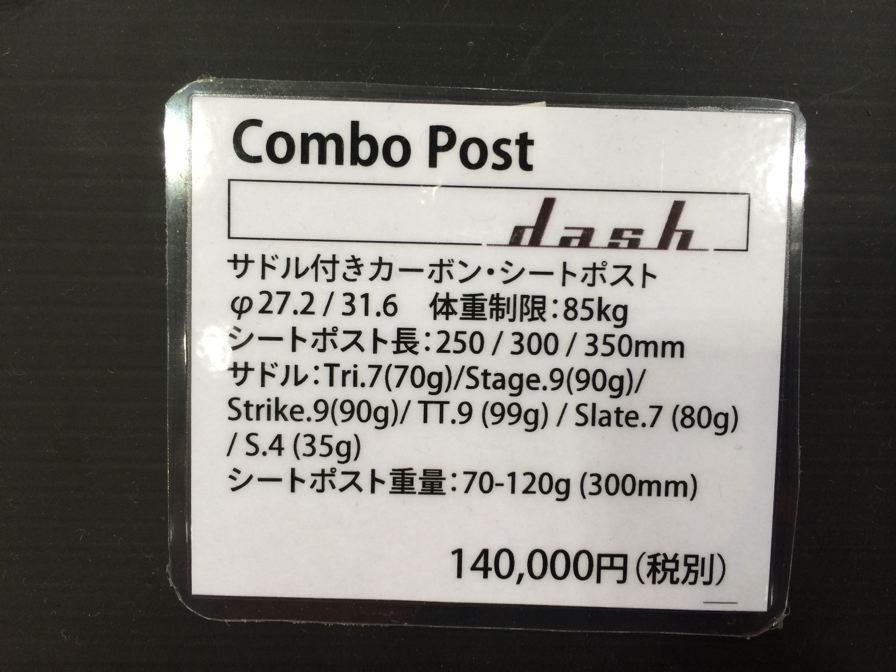 Combo Post
dash
サドル付きカーボン・シートポスト
φ27.2 / 31.6　体重制限：85kg
シートポスト長：250 / 300 / 350mm
サドル：Tri.7(70g)/Stage.9(90g)/
Strike.9(90g)/ TT.9 (99g) / Slate.7 (80g)
/ S.4 (35g)
シートポスト重量：70-120g (300mm)
140,000円（税別）